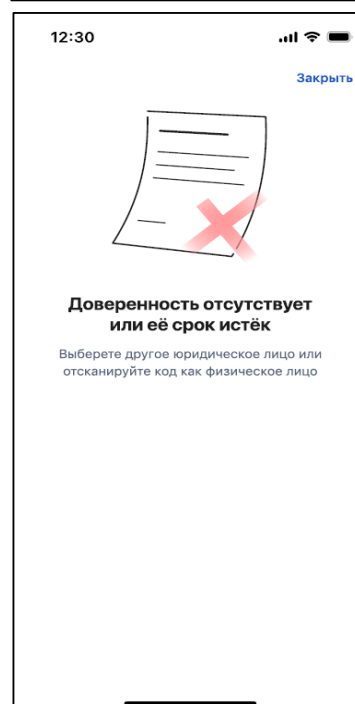 12:30
Закрыть
Доверенность отсутствует
или её срок истёк
Выберете другое юридическое лицо или
отсканируйте код как физическое лицо